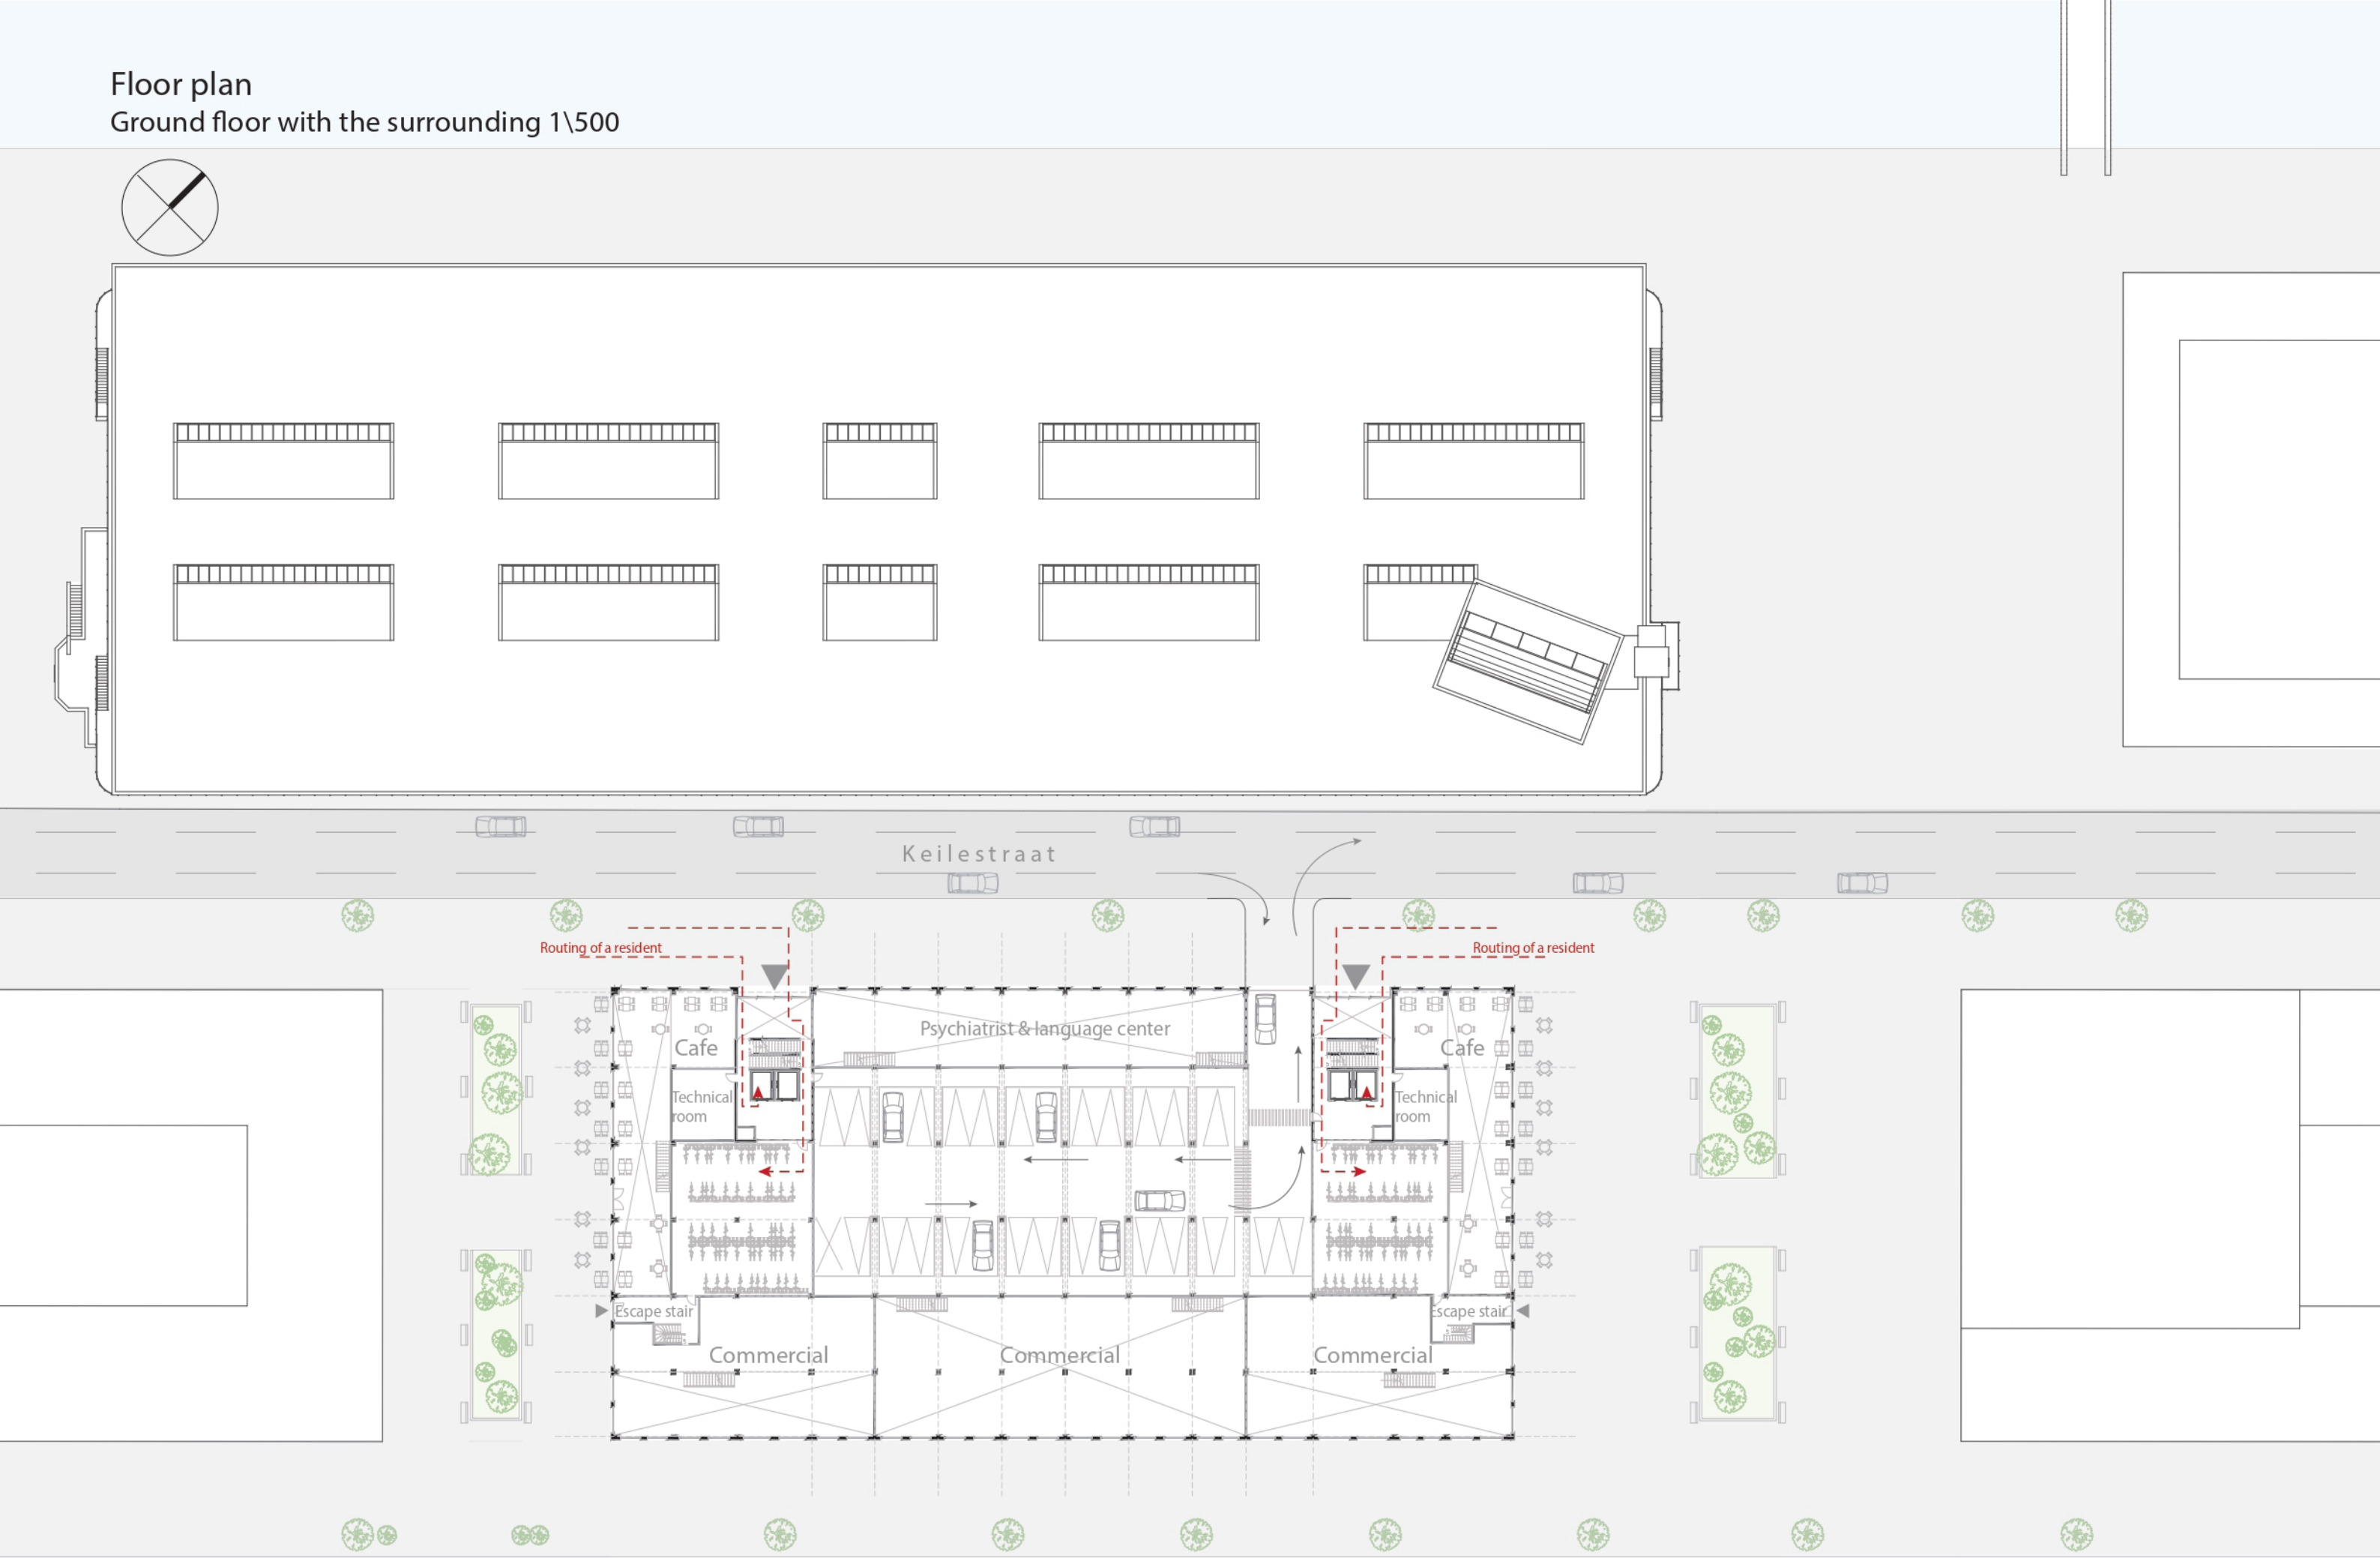 Floor plan
Ground floor with the surrounding 1\500
Keilestraat
Routing of a resident
Routing of a resident
Psychiatrist & language center
Cafe
Cafe
Technical
room
Technical
room
Escape stair
Escape stair
Commercial
Commercial
Commercial